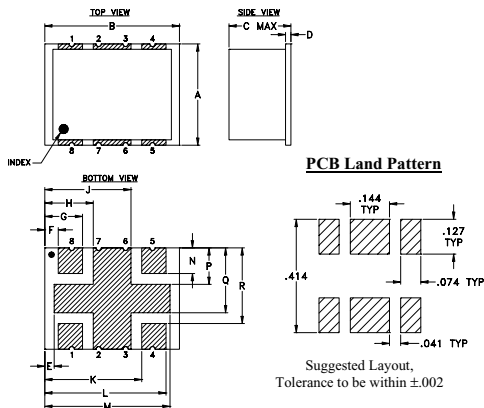 TOP VIEW
B
1 2 3 4
A
INDEX
8 7 6 5
SIDE VIEW
C MAX
D
BOTTOM VIEW
J
H
G
F
8 7 6 5
N
P
Q
R
E
1 2 3 4
K
L
M
PCB Land Pattern
.144
TYP
.127
TYP
.414
.074 TYP
.041 TYP
Suggested Layout,
Tolerance to be within ±.002